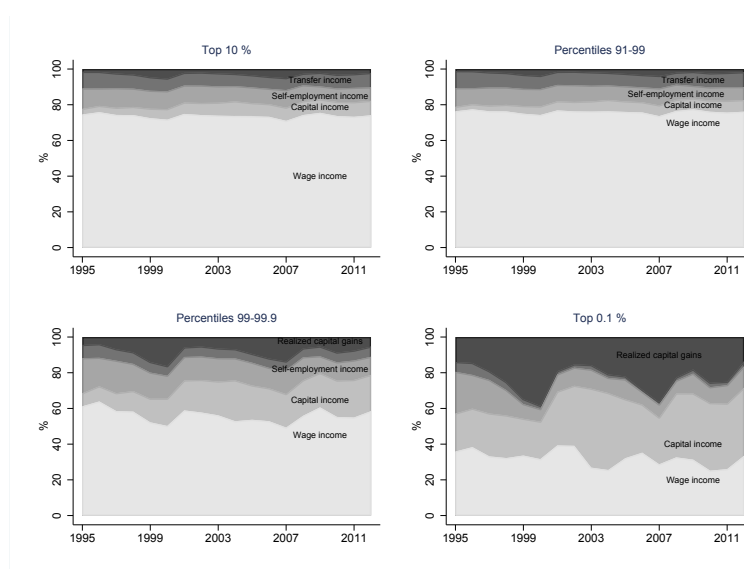 Top 10 %
100
80
60
40
20
0
%
Transfer income
Self-employment income
Capital income
Wage income
1995 1999 2003 2007 2011
Percentiles 91-99
100
80
60
40
20
0
%
Transfer income
Self-employment income
Capital income
Wage income
1995 1999 2003 2007 2011
Percentiles 99-99.9
100
80
60
40
20
0
%
Realized capital gains
Self-employment income
Capital income
Wage income
1995 1999 2003 2007 2011
Top 0.1 %
100
80
60
40
20
0
%
Realized capital gains
Capital income
Wage income
1995 1999 2003 2007 2011